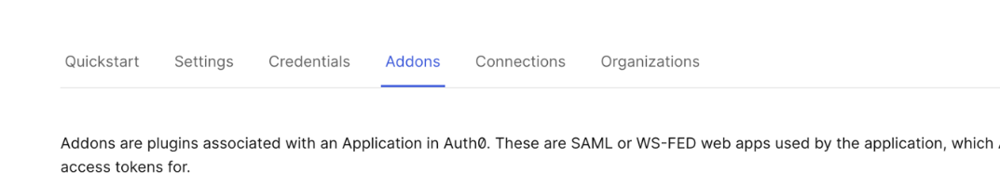 Quickstart Settings Credentials Addons Connections Organizations
Addons are plugins associated with an Application in Auth0. These are SAML or WS-FED web apps used by the application, which
access tokens for.